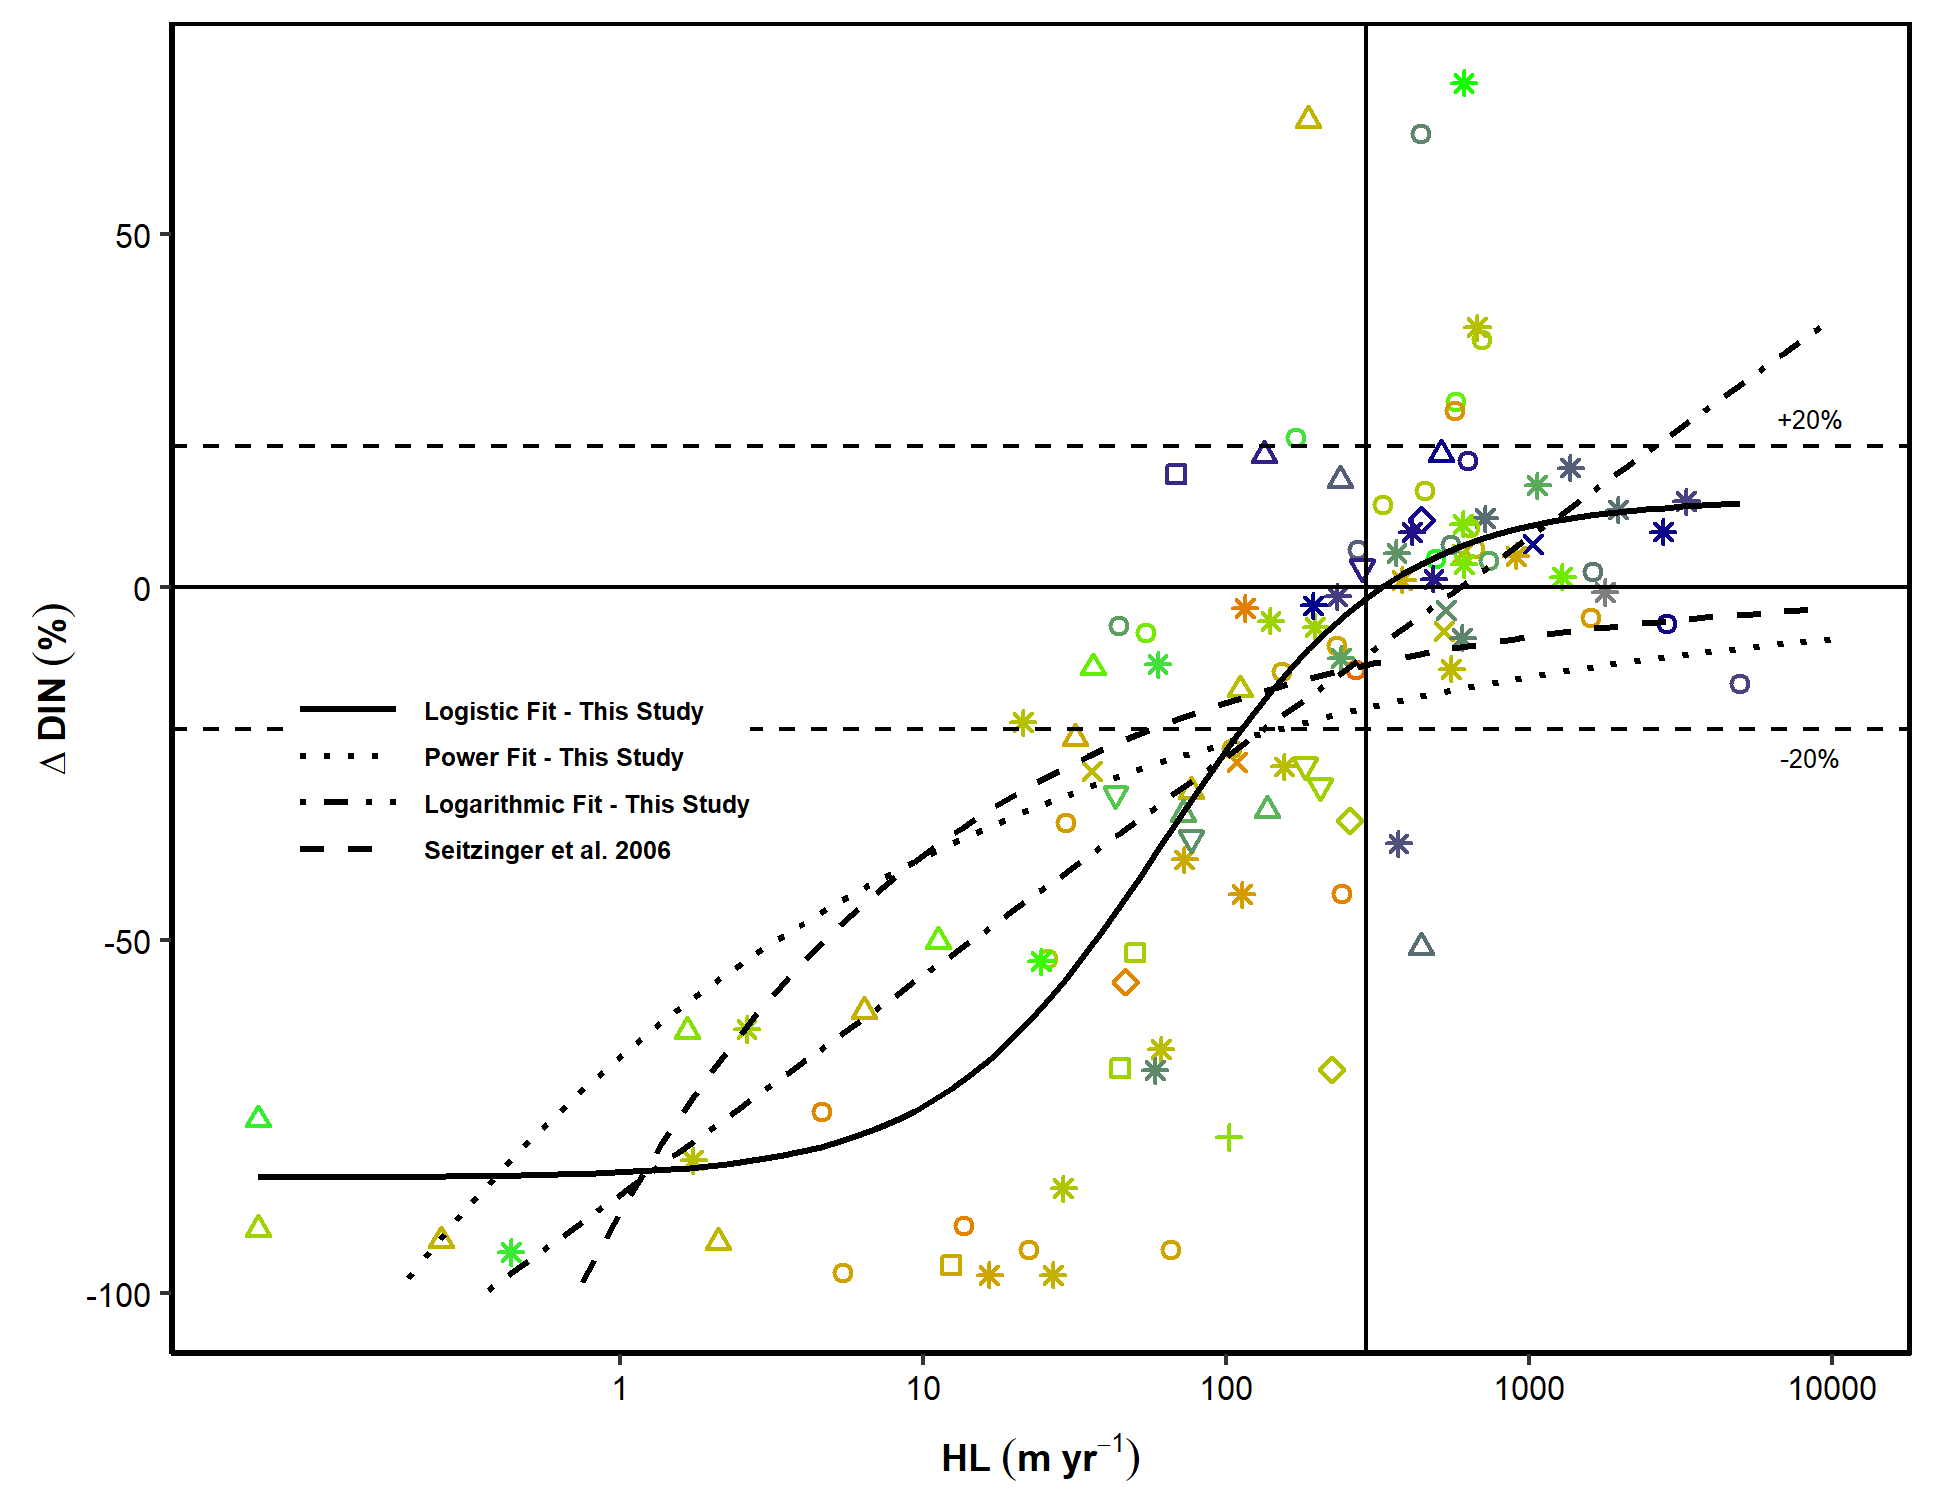 50
0
-50
-100
Δ DIN (%)
+20%
-20%
Logistic Fit - This Study
Power Fit - This Study
Logarithmic Fit - This Study
Seitzinger et al. 2006
1
10
100
1000
10000
HL (m yr⁻¹)